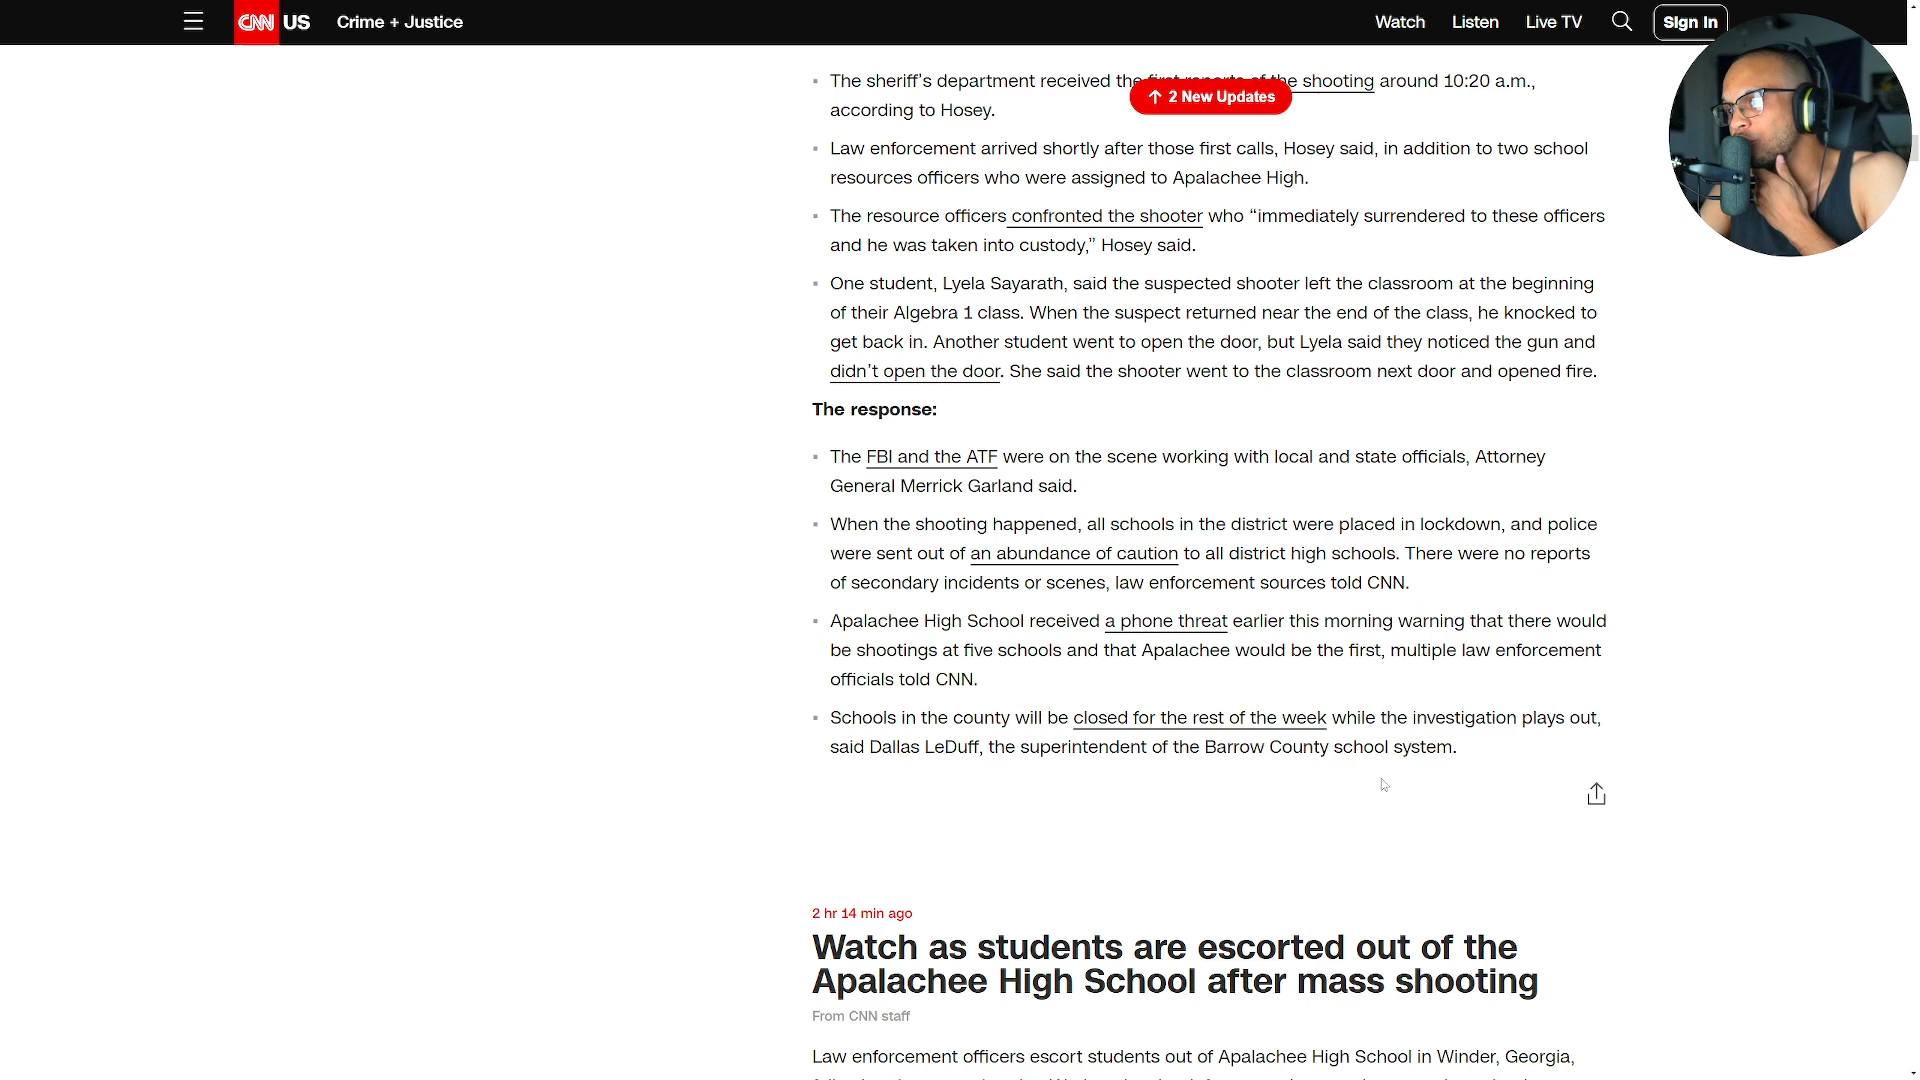 CNN US Crime + Justice Watch Listen Live TV Sign in
The sheriff's department received the first reports of the shooting around 10:20 a.m.,
↑ 2 New Updates
according to Hosey.
Law enforcement arrived shortly after those first calls, Hosey said, in addition to two school
resources officers who were assigned to Apalachee High.
The resource officers confronted the shooter who “immediately surrendered to these officers
and he was taken into custody,” Hosey said.
One student, Lyela Sayarath, said the suspected shooter left the classroom at the beginning
of their Algebra 1 class. When the suspect returned near the end of the class, he knocked to
get back in. Another student went to open the door, but Lyela said they noticed the gun and
didn’t open the door. She said the shooter went to the classroom next door and opened fire.
The response:
The FBI and the ATF were on the scene working with local and state officials, Attorney
General Merrick Garland said.
When the shooting happened, all schools in the district were placed in lockdown, and police
were sent out of an abundance of caution to all district high schools. There were no reports
of secondary incidents or scenes, law enforcement sources told CNN.
Apalachee High School received a phone threat earlier this morning warning that there would
be shootings at five schools and that Apalachee would be the first, multiple law enforcement
officials told CNN.
Schools in the county will be closed for the rest of the week while the investigation plays out,
said Dallas LeDuff, the superintendent of the Barrow County school system.
2 hr 14 min ago
Watch as students are escorted out of the
Apalachee High School after mass shooting
From CNN staff
Law enforcement officers escort students out of Apalachee High School in Winder, Georgia,